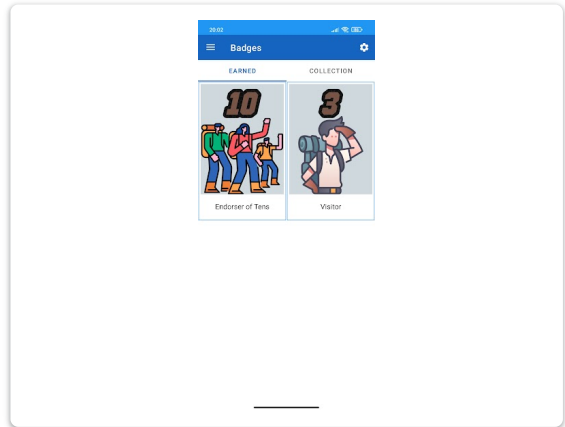 20:02
Badges
EARNED COLLECTION
10 3
Endorser of Tens Visitor